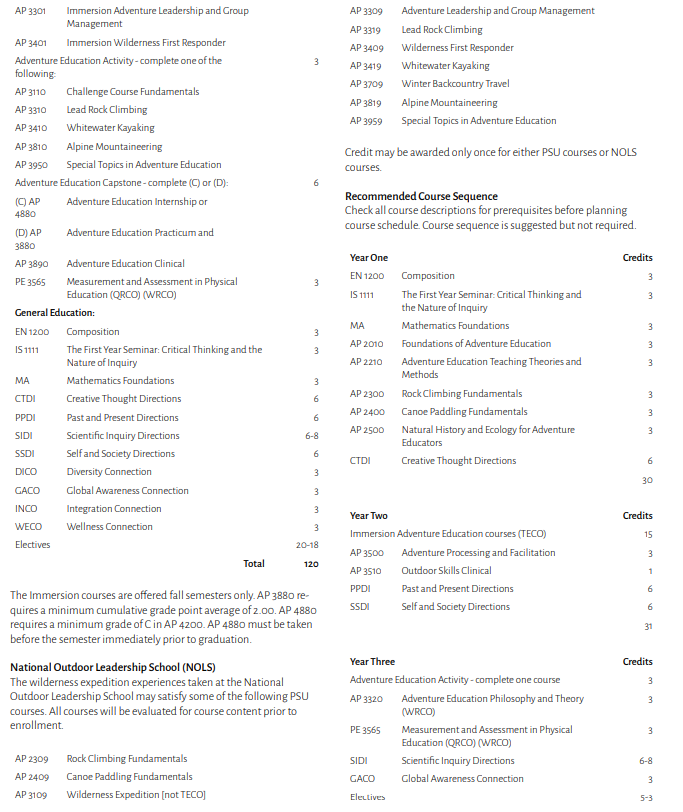 AP 3301 Immersion Adventure Leadership and Group
Management
AP 3401 Immersion Wilderness First Responder
Adventure Education Activity - complete one of the 3
following:
AP 3110 Challenge Course Fundamentals
AP 3310 Lead Rock Climbing
AP 3410 Whitewater Kayaking
AP 3810 Alpine Mountaineering
AP 3950 Special Topics in Adventure Education
Adventure Education Capstone - complete (C) or (D): 6
(C) AP Adventure Education Internship or
4880
(D) AP Adventure Education Practicum and
3880
AP 3890 Adventure Education Clinical
PE 3565 Measurement and Assessment in Physical 3
Education (QRCO) (WRCO)
General Education:
EN 1200 Composition 3
IS 1111 The First Year Seminar: Critical Thinking and the 3
Nature of Inquiry
MA Mathematics Foundations 3
CTDI Creative Thought Directions 6
PPDI Past and Present Directions 6
SIDI Scientific Inquiry Directions 6-8
SSDI Self and Society Directions 6
DICO Diversity Connection 3
GACO Global Awareness Connection 3
INCO Integration Connection 3
WECO Wellness Connection 3
Electives 20-18
Total 120
The Immersion courses are offered fall semesters only. AP 3880 re-
quires a minimum cumulative grade point average of 2.00. AP 4880
requires a minimum grade of C in AP 4200. AP 4880 must be taken
before the semester immediately prior to graduation.
National Outdoor Leadership School (NOLS)
The wilderness expedition experiences taken at the National
Outdoor Leadership School may satisfy some of the following PSU
courses. All courses will be evaluated for course content prior to
enrollment.
AP 2309 Rock Climbing Fundamentals
AP 2409 Canoe Paddling Fundamentals
AP 3109 Wilderness Expedition [not TECO]
AP 3309 Adventure Leadership and Group Management
AP 3319 Lead Rock Climbing
AP 3409 Wilderness First Responder
AP 3419 Whitewater Kayaking
AP 3709 Winter Backcountry Travel
AP 3819 Alpine Mountaineering
AP 3959 Special Topics in Adventure Education
Credit may be awarded only once for either PSU courses or NOLS
courses.
Recommended Course Sequence
Check all course descriptions for prerequisites before planning
course schedule. Course sequence is suggested but not required.
Year One Credits
EN 1200 Composition 3
IS 1111 The First Year Seminar: Critical Thinking and 3
the Nature of Inquiry
MA Mathematics Foundations 3
AP 2010 Foundations of Adventure Education 3
AP 2210 Adventure Education Teaching Theories and 3
Methods
AP 2300 Rock Climbing Fundamentals 3
AP 2400 Canoe Paddling Fundamentals 3
AP 2500 Natural History and Ecology for Adventure 3
Educators
CTDI Creative Thought Directions 6
30
Year Two Credits
Immersion Adventure Education courses (TECO) 15
AP 3500 Adventure Processing and Facilitation 3
AP 3510 Outdoor Skills Clinical 1
PPDI Past and Present Directions 6
SSDI Self and Society Directions 6
31
Year Three Credits
Adventure Education Activity - complete one course 3
AP 3320 Adventure Education Philosophy and Theory 3
(WRCO)
PE 3565 Measurement and Assessment in Physical 3
Education (QRCO) (WRCO)
SIDI Scientific Inquiry Directions 6-8
GACO Global Awareness Connection 3
Electives 5-3